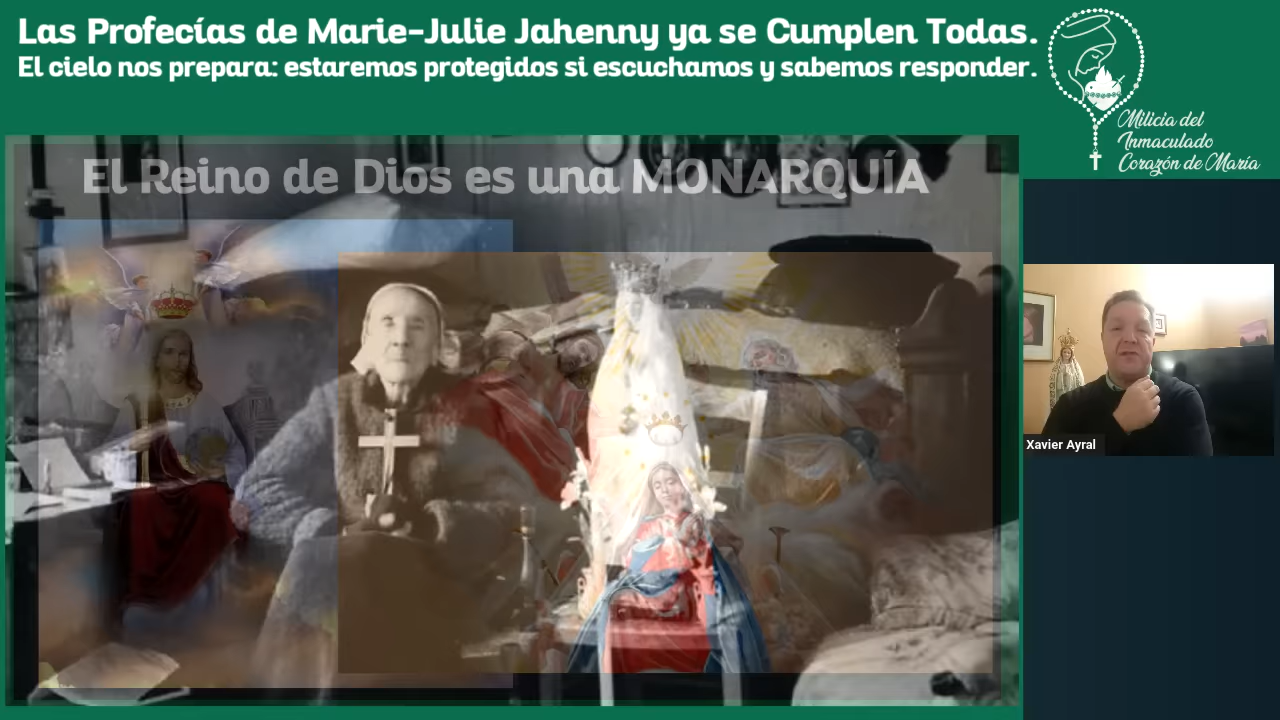 Las Profecías de Marie-Julie Jahenny ya se Cumplen Todas.
El cielo nos prepara: estaremos protegidos si escuchamos y sabemos responder.
Milicia del
Inmaculado
Corazón de María
El Reino de Dios es una MONARQUÍA
Xavier Ayral